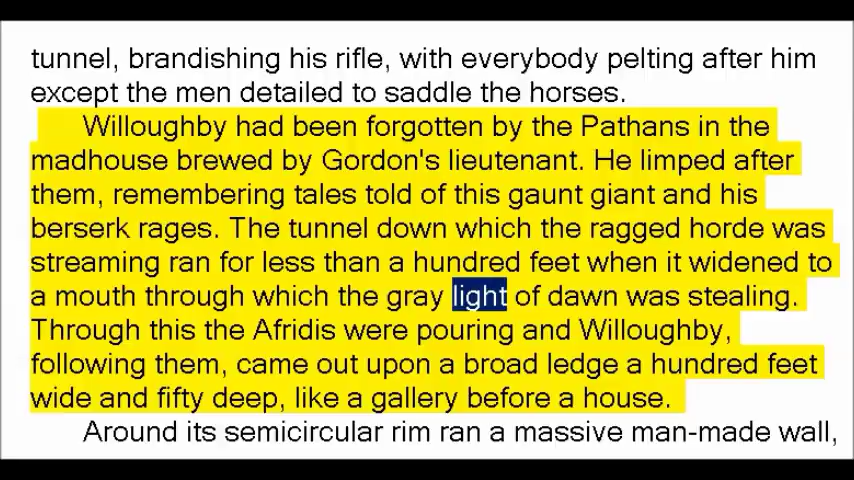 tunnel, brandishing his rifle, with everybody pelting after him
except the men detailed to saddle the horses.
Willoughby had been forgotten by the Pathans in the
madhouse brewed by Gordon's lieutenant. He limped after
them, remembering tales told of this gaunt giant and his
berserk rages. The tunnel down which the ragged horde was
streaming ran for less than a hundred feet when it widened to
a mouth through which the gray light of dawn was stealing.
Through this the Afridis were pouring and Willoughby,
following them, came out upon a broad ledge a hundred feet
wide and fifty deep, like a gallery before a house.
Around its semicircular rim ran a massive man-made wall,